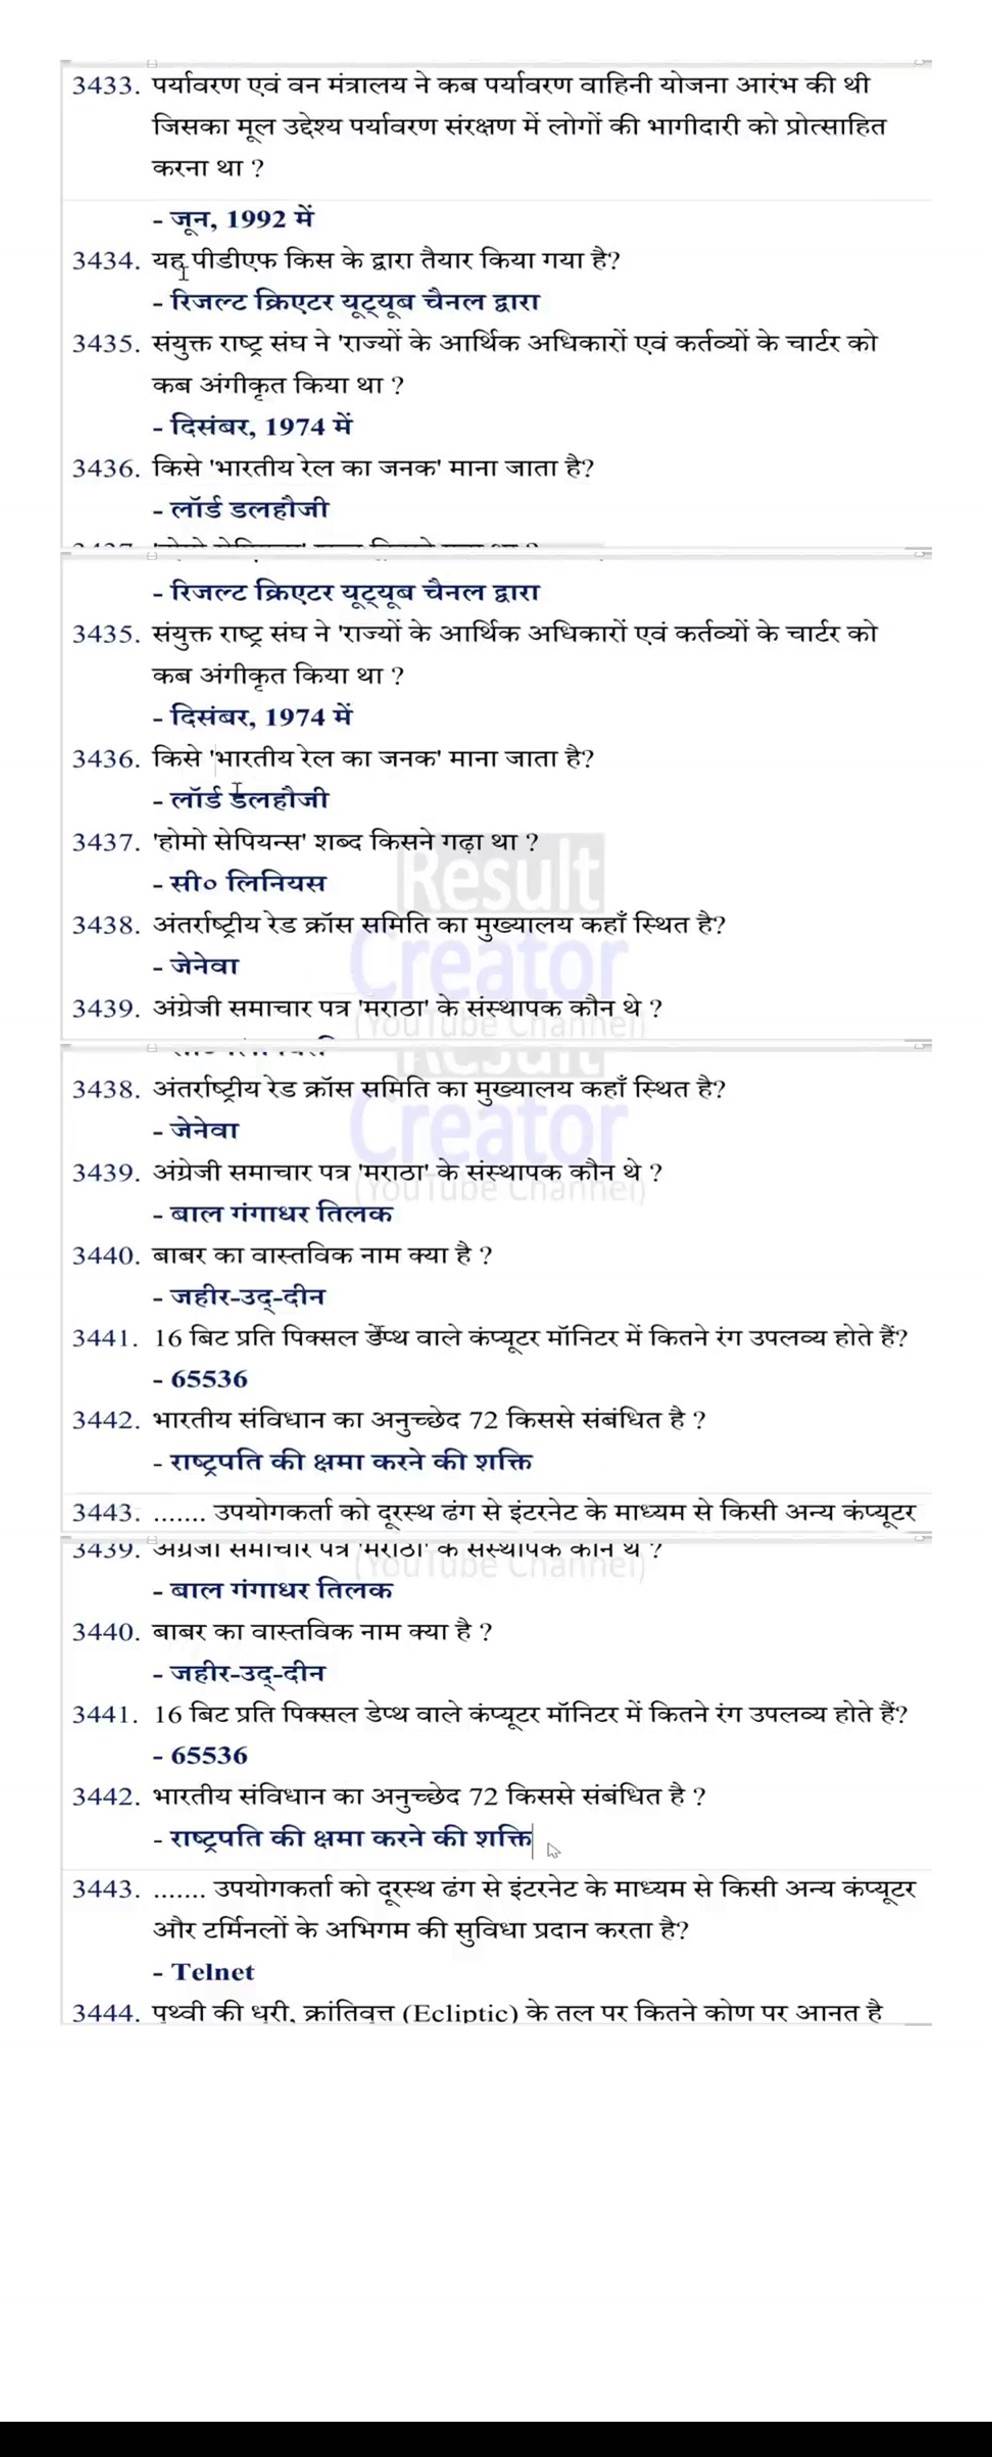 3433. पर्यावरण एवं वन मंत्रालय ने कब पर्यावरण वाहिनी योजना आरंभ की थी
जिसका मूल उद्देश्य पर्यावरण संरक्षण में लोगों की भागीदारी को प्रोत्साहित
करना था ?
- जून, 1992 में
3434. यह पीडीएफ किस के द्वारा तैयार किया गया है?
- रिजल्ट क्रिएटर यूट्यूब चैनल द्वारा
3435. संयुक्त राष्ट्र संघ ने 'राज्यों के आर्थिक अधिकारों एवं कर्तव्यों के चार्टर को
कब अंगीकृत किया था ?
- दिसंबर, 1974 में
3436. किसे 'भारतीय रेल का जनक' माना जाता है?
- लॉर्ड डलहौजी
- रिजल्ट क्रिएटर यूट्यूब चैनल द्वारा
3435. संयुक्त राष्ट्र संघ ने 'राज्यों के आर्थिक अधिकारों एवं कर्तव्यों के चार्टर को
कब अंगीकृत किया था ?
- दिसंबर, 1974 में
3436. किसे 'भारतीय रेल का जनक' माना जाता है?
- लॉर्ड डलहौजी
3437. 'होमो सेपियन्स' शब्द किसने गढ़ा था ?
Result
- सी० लिनियस
3438. अंतर्राष्ट्रीय रेड क्रॉस समिति का मुख्यालय कहाँ स्थित है?
Creator
- जेनेवा
3439. अंग्रेजी समाचार पत्र 'मराठा' के संस्थापक कौन थे ?
(YouTube Channel)
3438. अंतर्राष्ट्रीय रेड क्रॉस समिति का मुख्यालय कहाँ स्थित है?
Creator
- जेनेवा
3439. अंग्रेजी समाचार पत्र 'मराठा' के संस्थापक कौन थे ?
(YouTube Channel)
- बाल गंगाधर तिलक
3440. बाबर का वास्तविक नाम क्या है ?
- जहीर-उद्-दीन
3441. 16 बिट प्रति पिक्सल डेप्थ वाले कंप्यूटर मॉनिटर में कितने रंग उपलव्य होते हैं?
- 65536
3442. भारतीय संविधान का अनुच्छेद 72 किससे संबंधित है ?
- राष्ट्रपति की क्षमा करने की शक्ति
3443. ....... उपयोगकर्ता को दूरस्थ ढंग से इंटरनेट के माध्यम से किसी अन्य कंप्यूटर
3439. अंग्रेजी समाचार पत्र 'मराठा' के संस्थापक कौन थे ?
(YouTube Channel)
- बाल गंगाधर तिलक
3440. बाबर का वास्तविक नाम क्या है ?
- जहीर-उद्-दीन
3441. 16 बिट प्रति पिक्सल डेप्थ वाले कंप्यूटर मॉनिटर में कितने रंग उपलव्य होते हैं?
- 65536
3442. भारतीय संविधान का अनुच्छेद 72 किससे संबंधित है ?
- राष्ट्रपति की क्षमा करने की शक्ति
3443. ....... उपयोगकर्ता को दूरस्थ ढंग से इंटरनेट के माध्यम से किसी अन्य कंप्यूटर
और टर्मिनलों के अभिगम की सुविधा प्रदान करता है?
- Telnet
3444. पृथ्वी की धुरी, क्रांतिवृत्त (Ecliptic) के तल पर कितने कोण पर आनत है